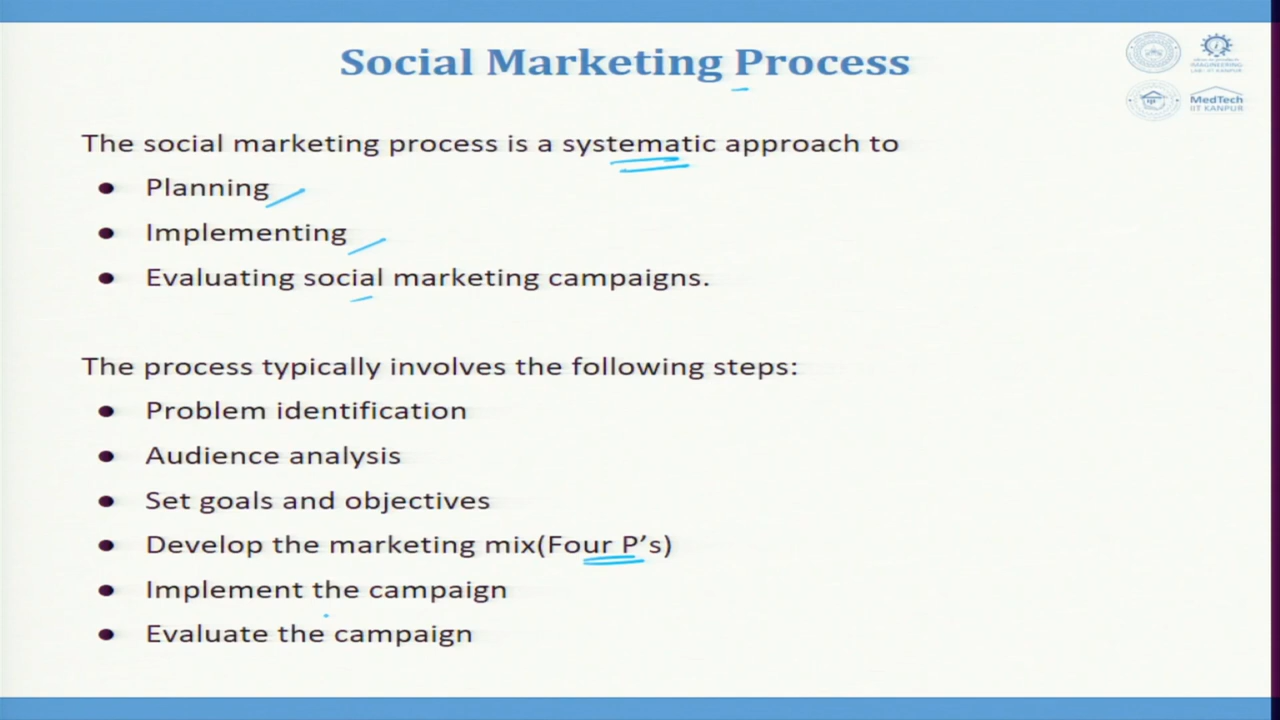 Social Marketing Process
MedTech
IIT KANPUR
The social marketing process is a systematic approach to
● Planning
● Implementing
● Evaluating social marketing campaigns.
The process typically involves the following steps:
● Problem identification
● Audience analysis
● Set goals and objectives
● Develop the marketing mix(Four P's)
● Implement the campaign
● Evaluate the campaign